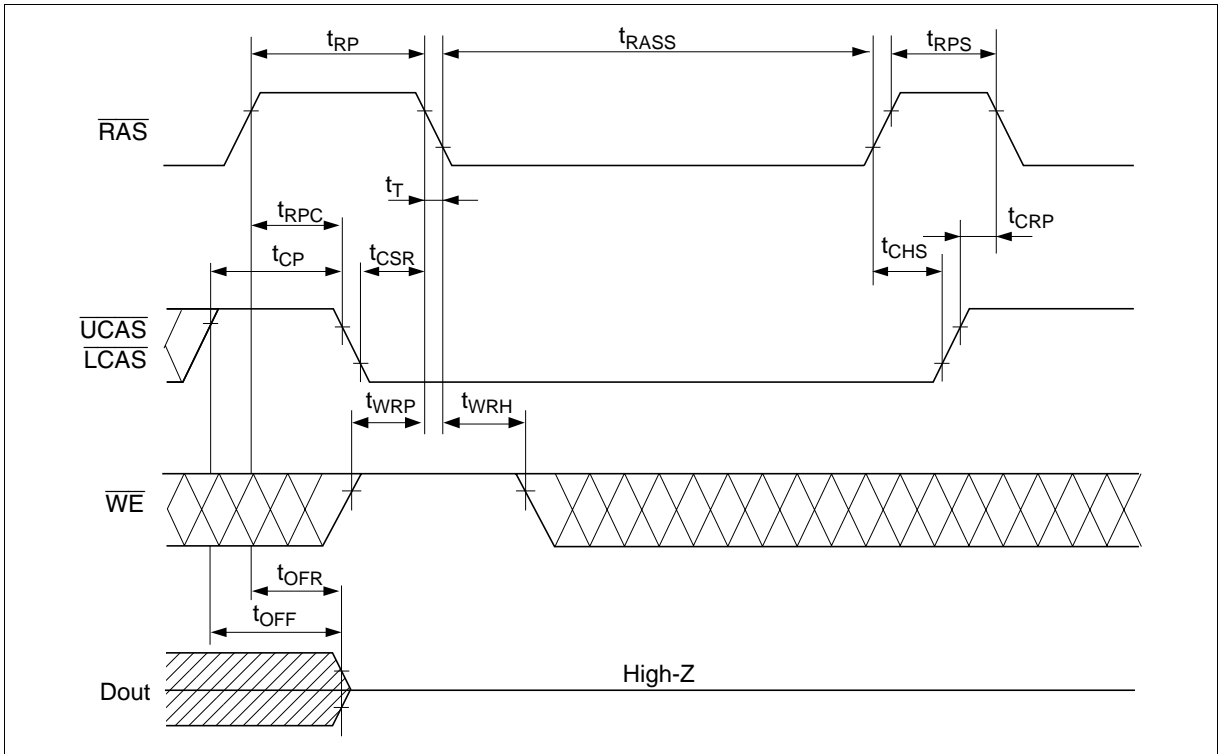 tRP
tRASS
tRPS
RAS
tT
tRPC
tCRP
tCP
tCSR
tCHS
UCAS
LCAS
tWRP
tWRH
WE
tOFR
tOFF
Dout
High-Z